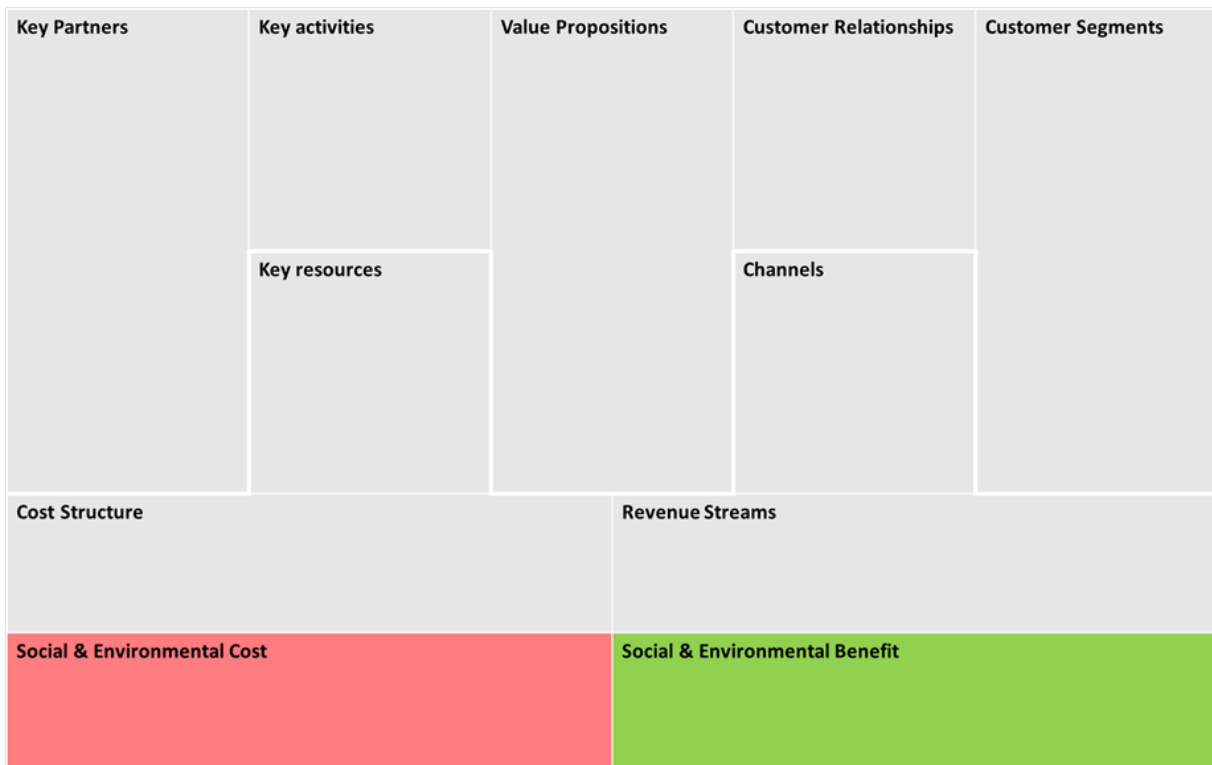 Key Partners
Key activities
Value Propositions
Customer Relationships
Customer Segments
Key resources
Channels
Cost Structure
Revenue Streams
Social & Environmental Cost
Social & Environmental Benefit